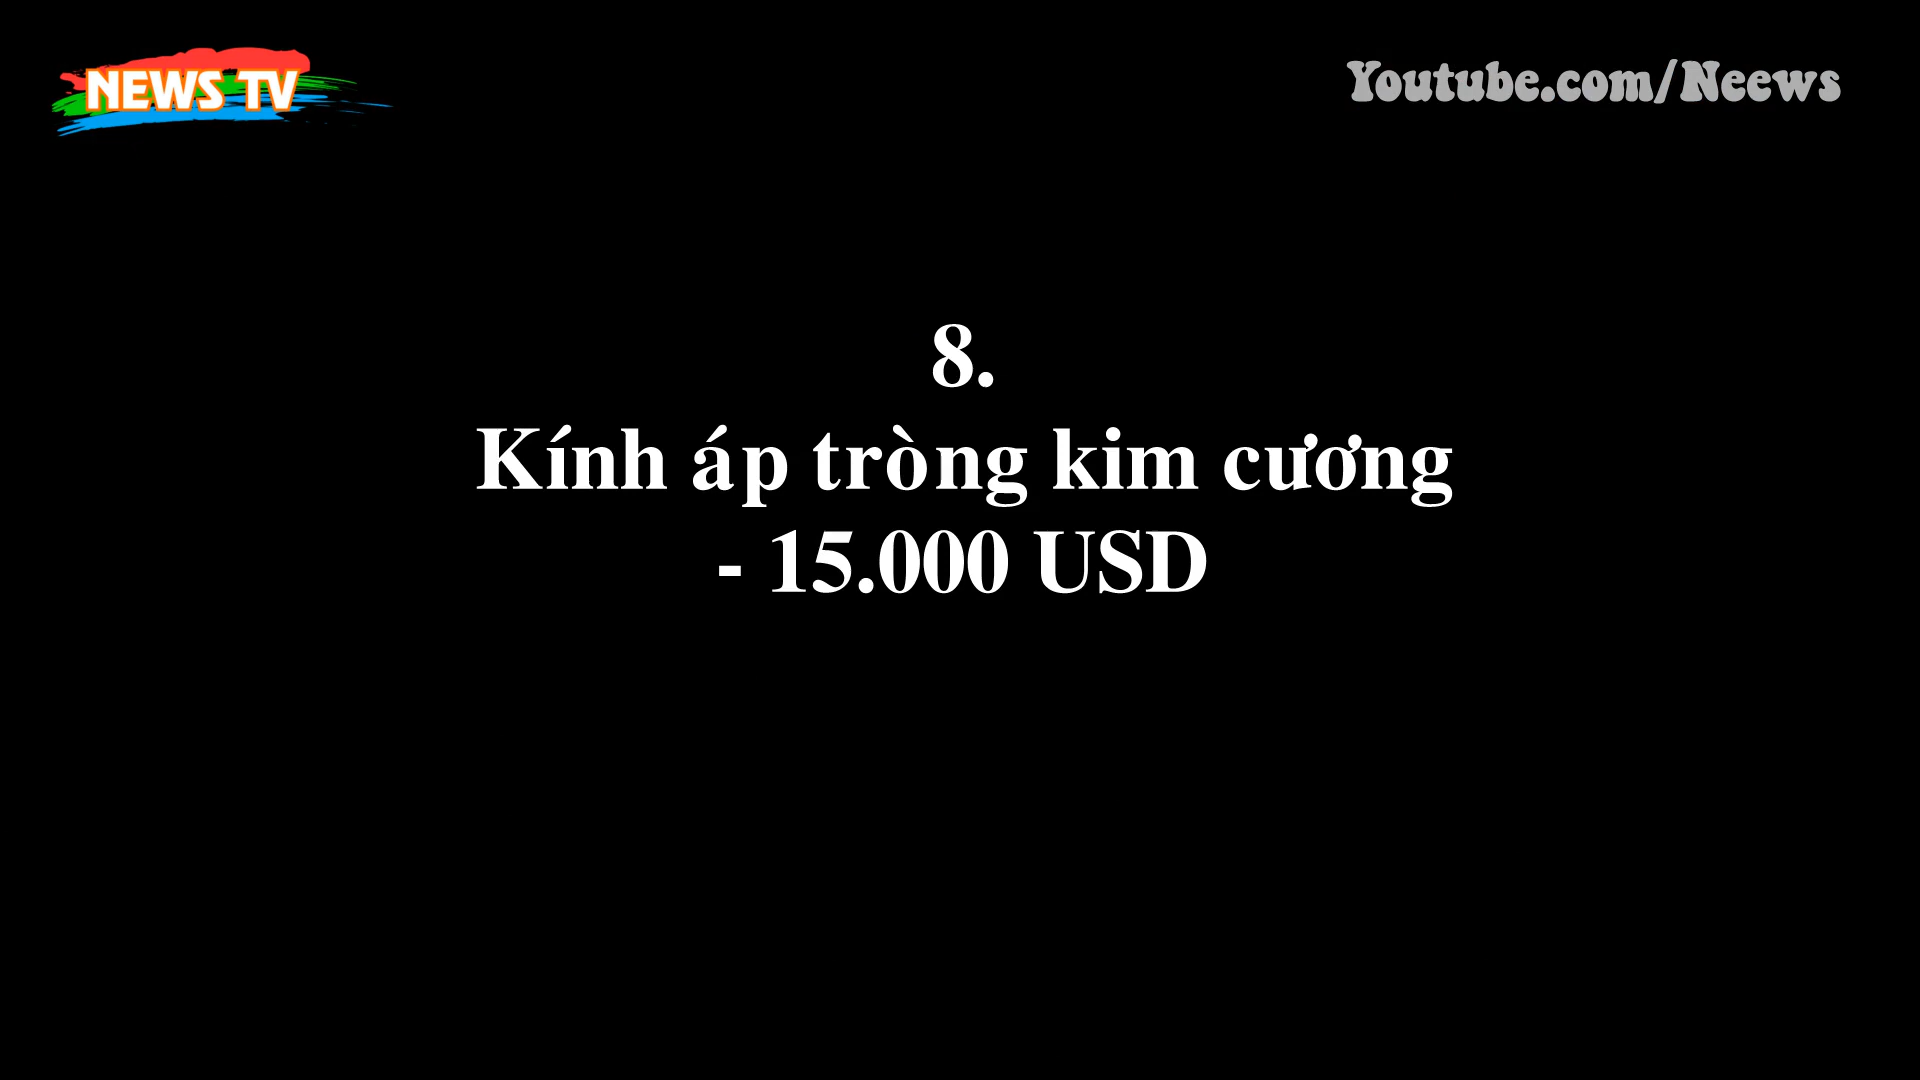 NEWS TV
Youtube.com/Neews
8.
Kính áp tròng kim cương
- 15.000 USD